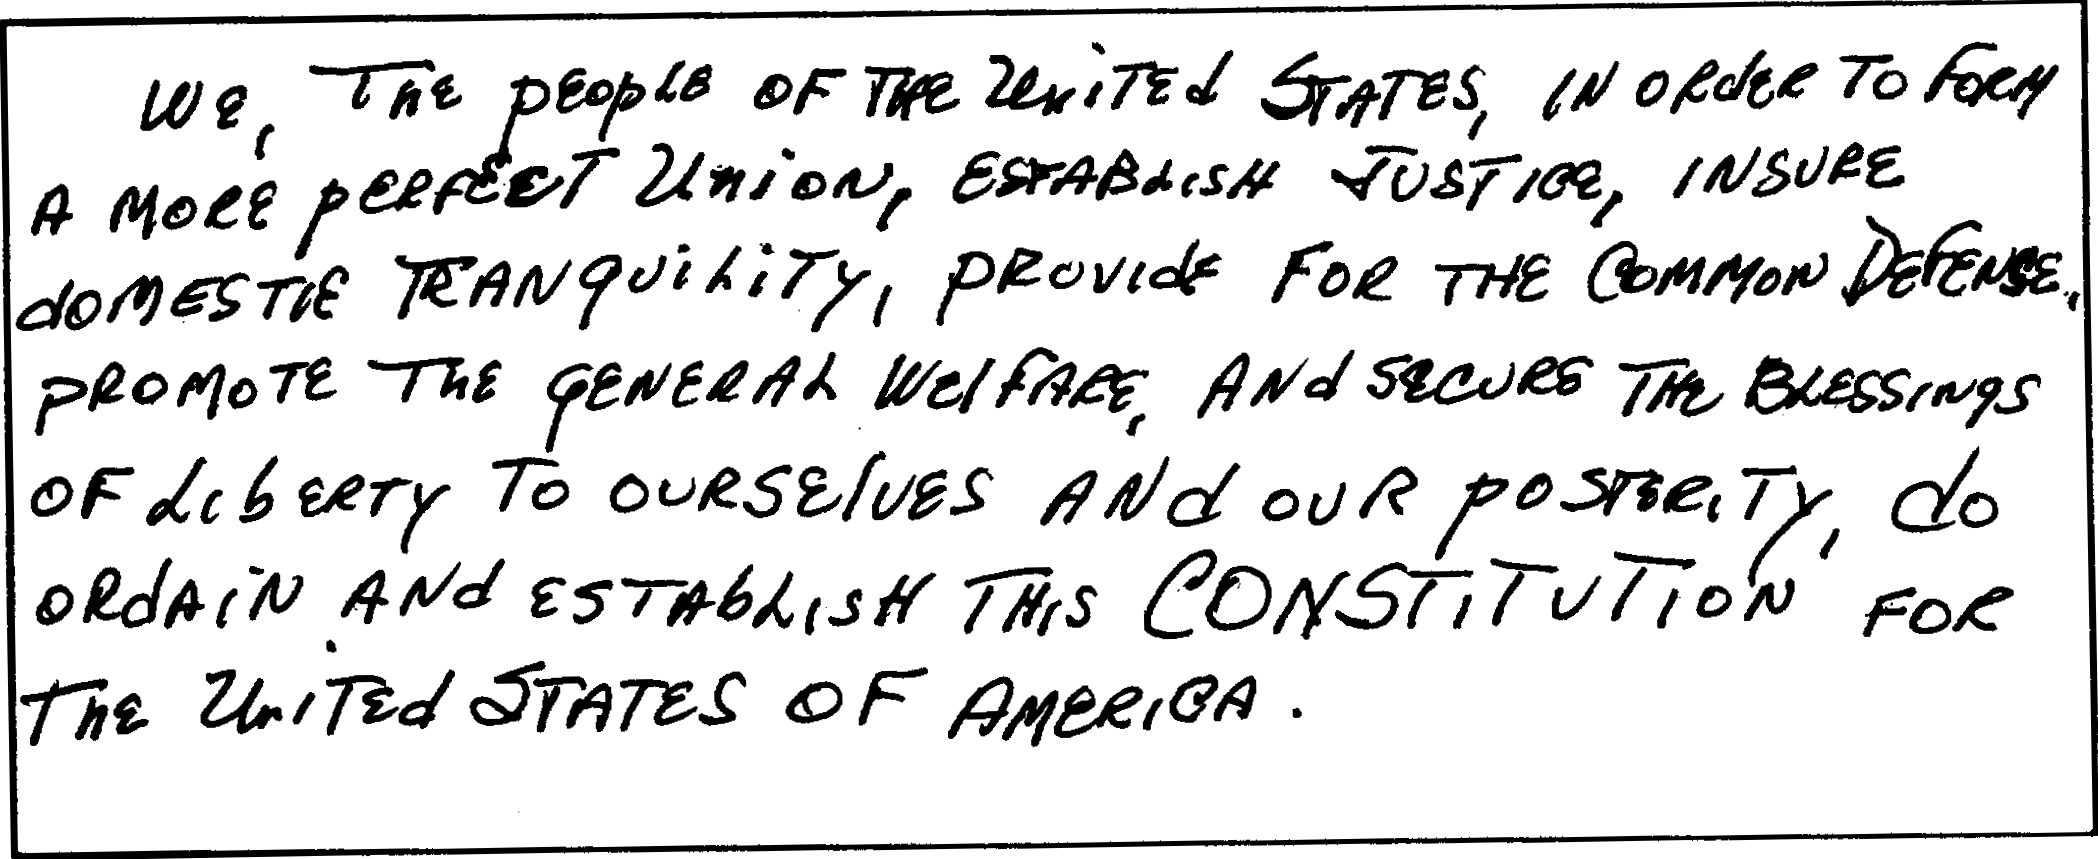 We, The people OF THE United STATES, IN ORdER TO FORM
A MORE pERFECT Union, ESTABLISH JUSTICE, INSURE
dOMESTIC TRANquiLiTY, pROVIdE FOR THE COMMON DEFENSE,
pROMOTE THE GENERAL WelFARE, ANd SECURE THE BLESSINgS
OF LibERTY TO OURSElVES ANd OUR pOSTERITY, do
ORdAIN ANd ESTAbLISH THIS CONSTITUTION FOR
THE UniTEd STATES OF AMERICA.